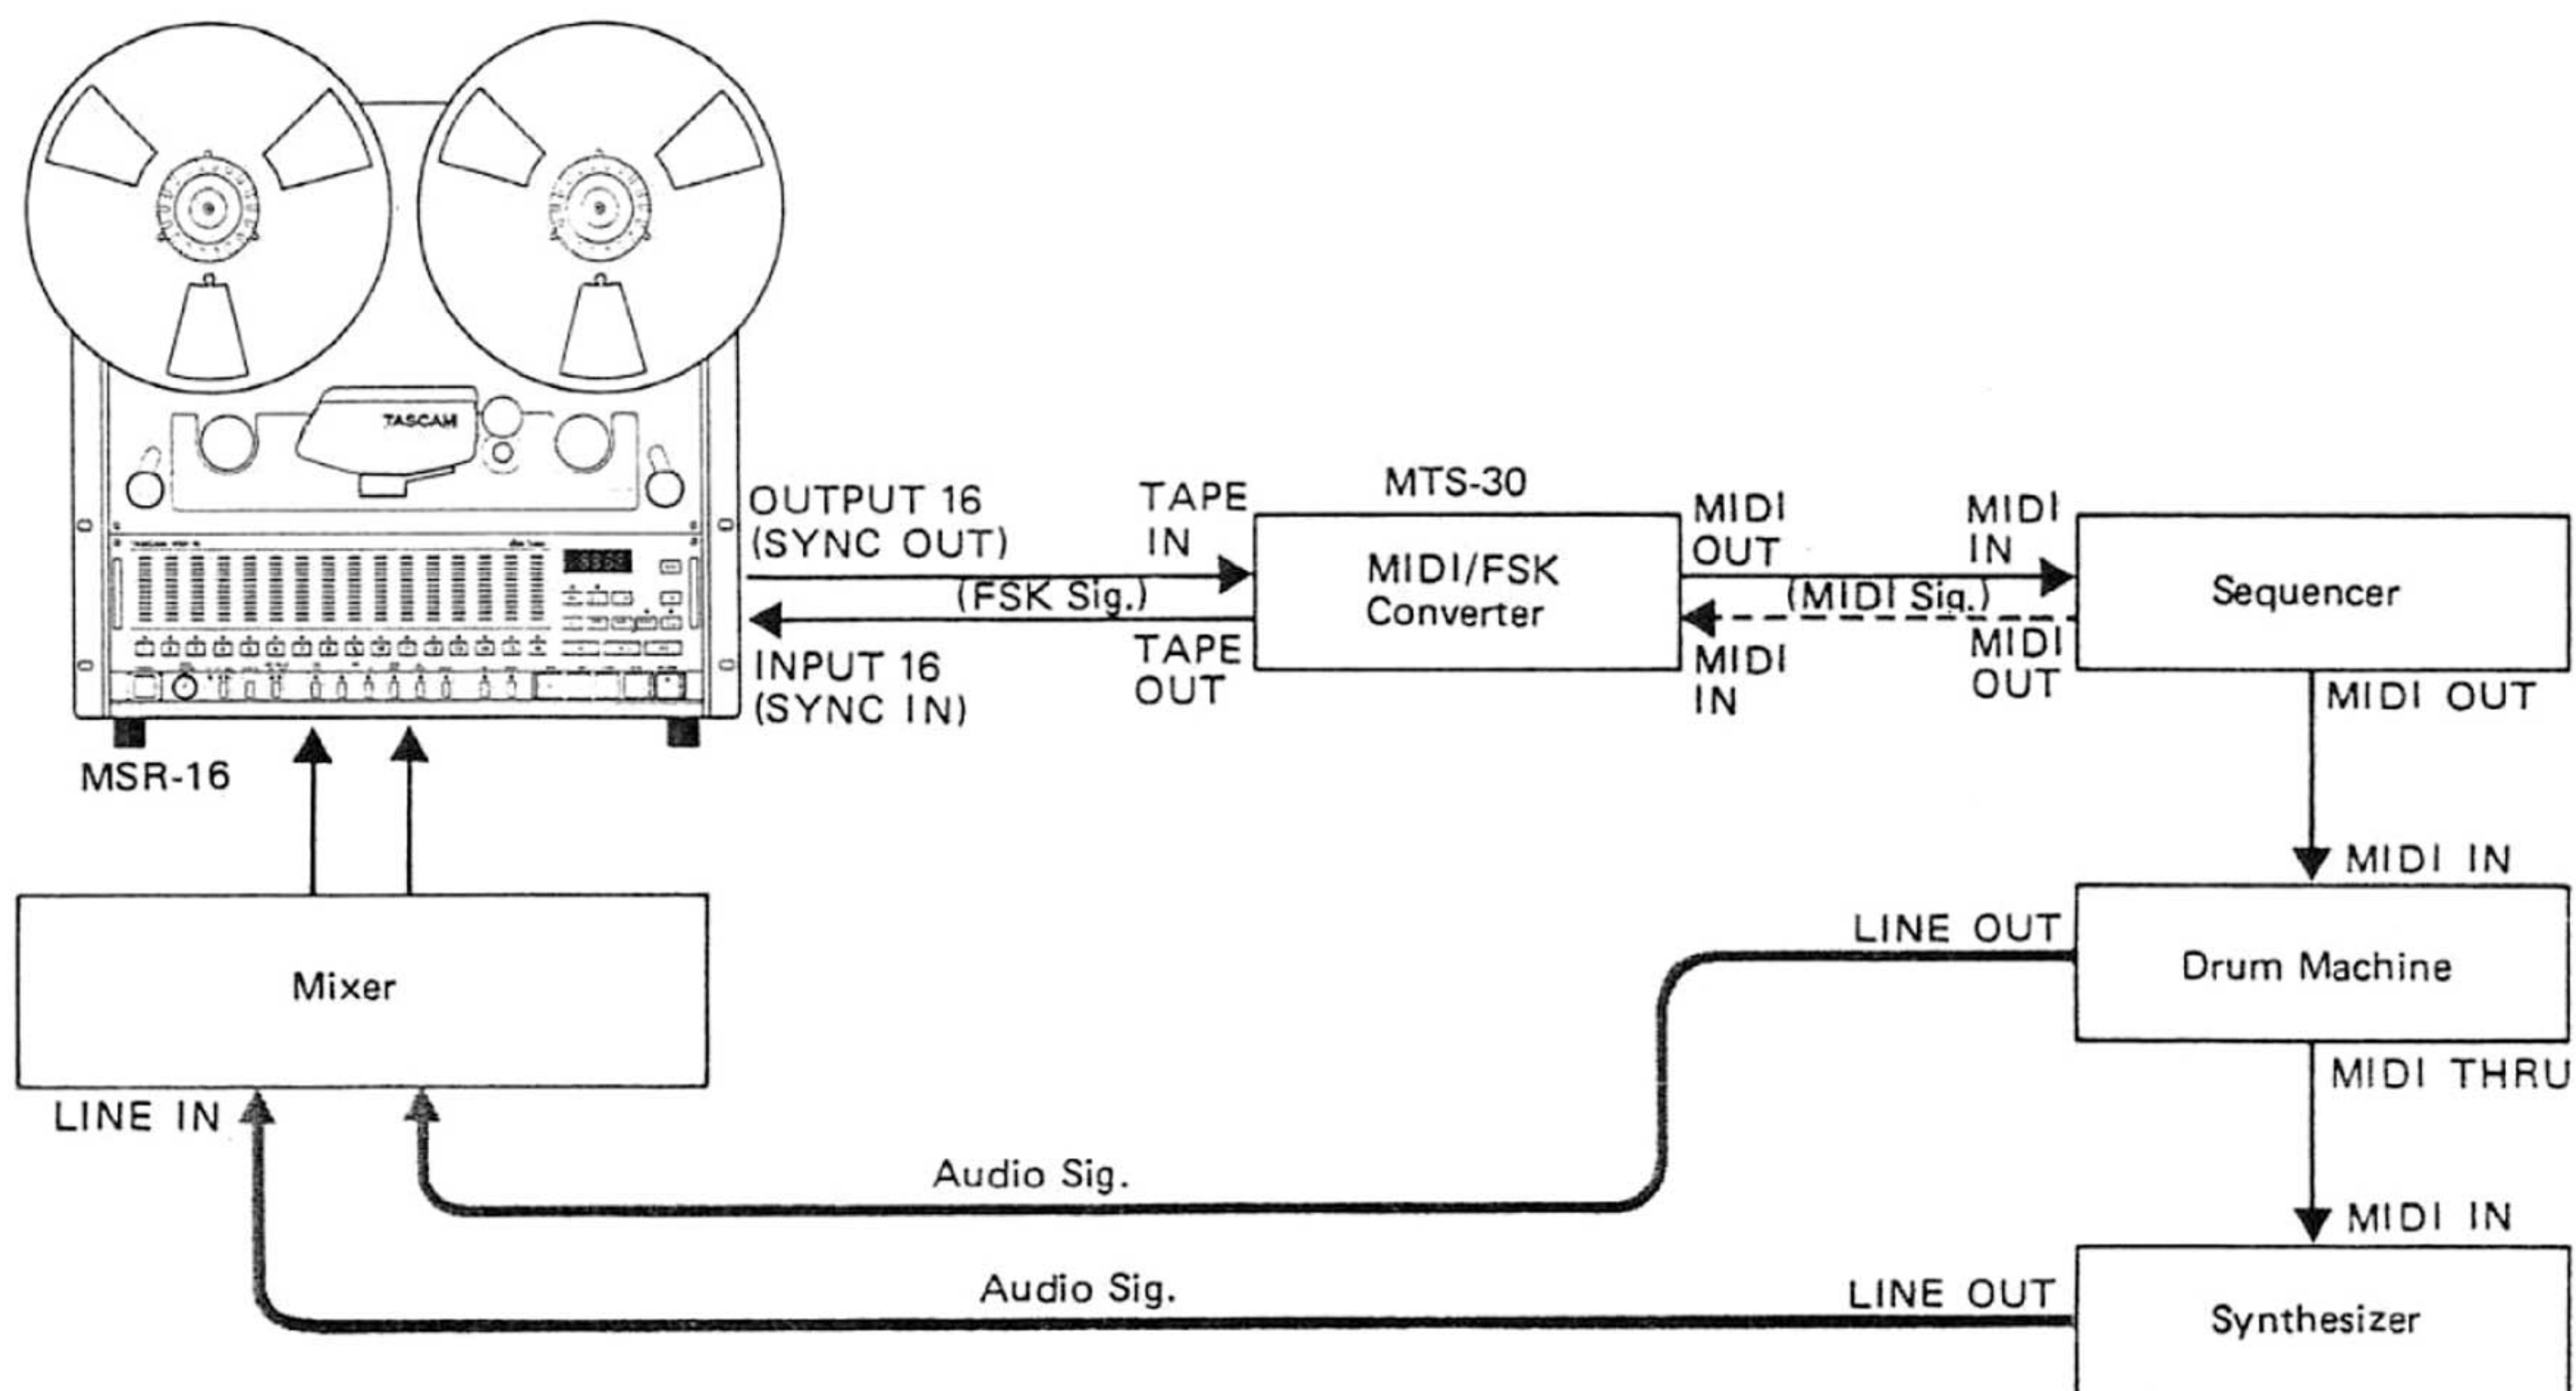 TASCAM
OUTPUT 16
(SYNC OUT)
TAPE
IN
(FSK Sig.)
INPUT 16
(SYNC IN)
TAPE
OUT
MTS-30
MIDI/FSK
Converter
MIDI
OUT
MIDI
IN
(MIDI Sig.)
MIDI
IN
MIDI
OUT
Sequencer
MIDI OUT
MSR-16
MIDI IN
Mixer
LINE OUT
Drum Machine
MIDI THRU
LINE IN
Audio Sig.
MIDI IN
Audio Sig.
LINE OUT
Synthesizer